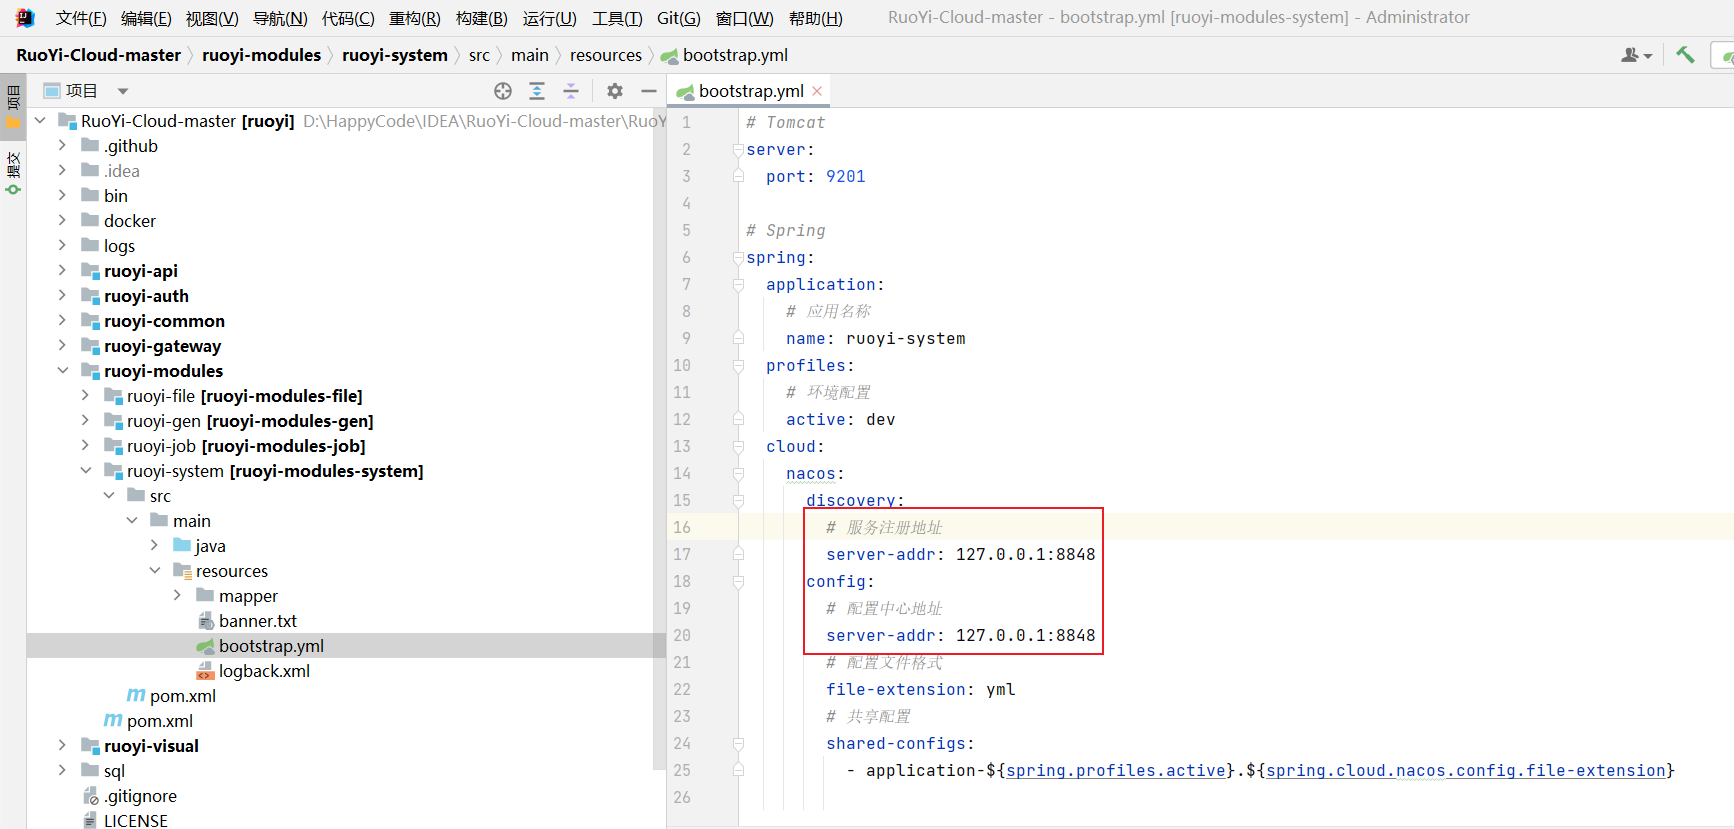 文件(F) 编辑(E) 视图(V) 导航(N) 代码(C) 重构(R) 构建(B) 运行(U) 工具(T) Git(G) 窗口(W) 帮助(H) RuoYi-Cloud-master - bootstrap.yml [ruoyi-modules-system] - Administrator
RuoYi-Cloud-master ruoyi-modules ruoyi-system src main resources bootstrap.yml
项目
提交
项目
RuoYi-Cloud-master [ruoyi] D:\HappyCode\IDEA\RuoYi-Cloud-master\RuoY
.github
.idea
bin
docker
logs
ruoyi-api
ruoyi-auth
ruoyi-common
ruoyi-gateway
ruoyi-modules
ruoyi-file [ruoyi-modules-file]
ruoyi-gen [ruoyi-modules-gen]
ruoyi-job [ruoyi-modules-job]
ruoyi-system [ruoyi-modules-system]
src
main
java
resources
mapper
banner.txt
bootstrap.yml
logback.xml
pom.xml
pom.xml
ruoyi-visual
sql
.gitignore
LICENSE
bootstrap.yml
1 # Tomcat
2 server:
3 port: 9201
4
5 # Spring
6 spring:
7 application:
8 # 应用名称
9 name: ruoyi-system
10 profiles:
11 # 环境配置
12 active: dev
13 cloud:
14 nacos:
15 discovery:
16 # 服务注册地址
17 server-addr: 127.0.0.1:8848
18 config:
19 # 配置中心地址
20 server-addr: 127.0.0.1:8848
21 # 配置文件格式
22 file-extension: yml
23 # 共享配置
24 shared-configs:
25 - application-${spring.profiles.active}.${spring.cloud.nacos.config.file-extension}
26